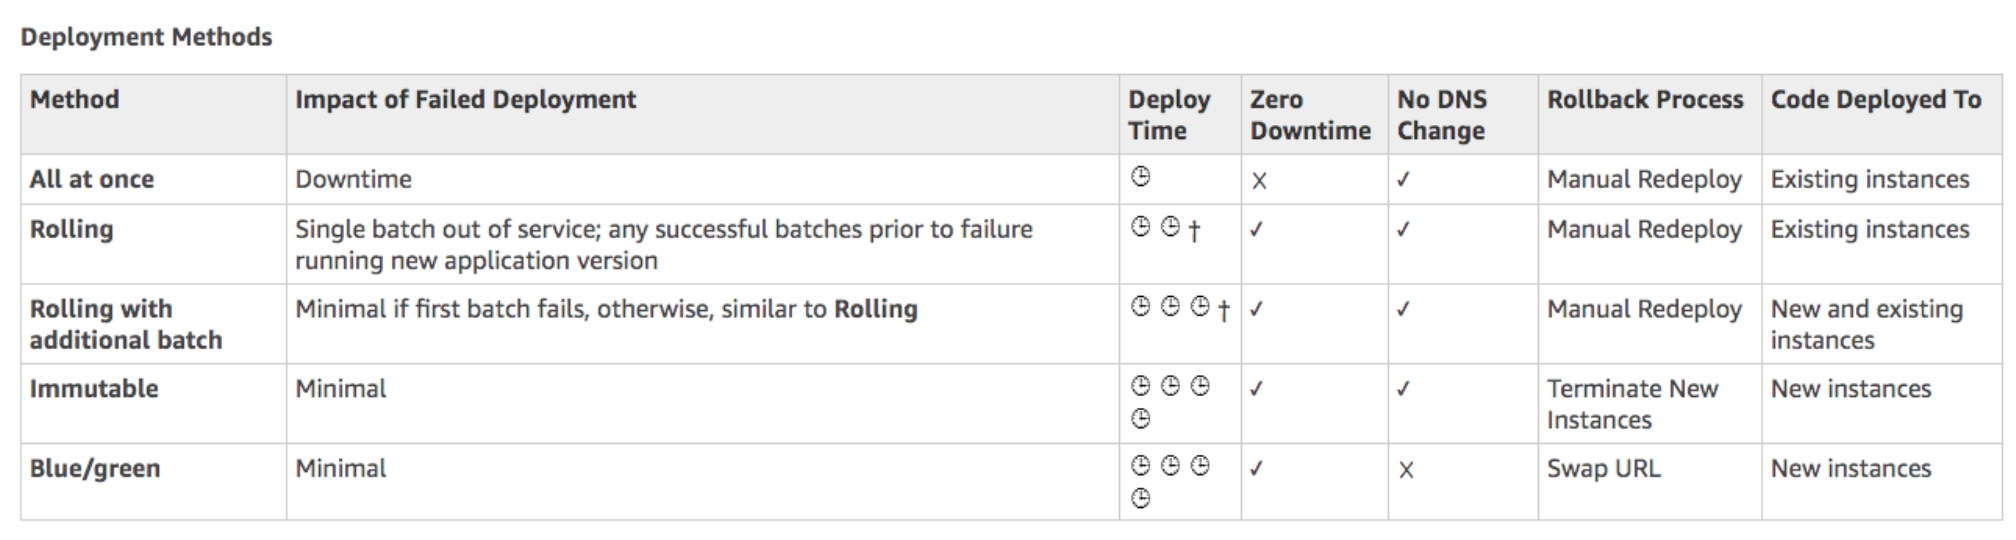 Deployment Methods
Method Impact of Failed Deployment Deploy Time Zero Downtime No DNS Change Rollback Process Code Deployed To
All at once Downtime 🕒 X ✓ Manual Redeploy Existing instances
Rolling Single batch out of service; any successful batches prior to failure running new application version 🕒 🕒 † ✓ ✓ Manual Redeploy Existing instances
Rolling with additional batch Minimal if first batch fails, otherwise, similar to Rolling 🕒 🕒 🕒 † ✓ ✓ Manual Redeploy New and existing instances
Immutable Minimal 🕒 🕒 🕒 🕒 ✓ ✓ Terminate New Instances New instances
Blue/green Minimal 🕒 🕒 🕒 🕒 ✓ X Swap URL New instances